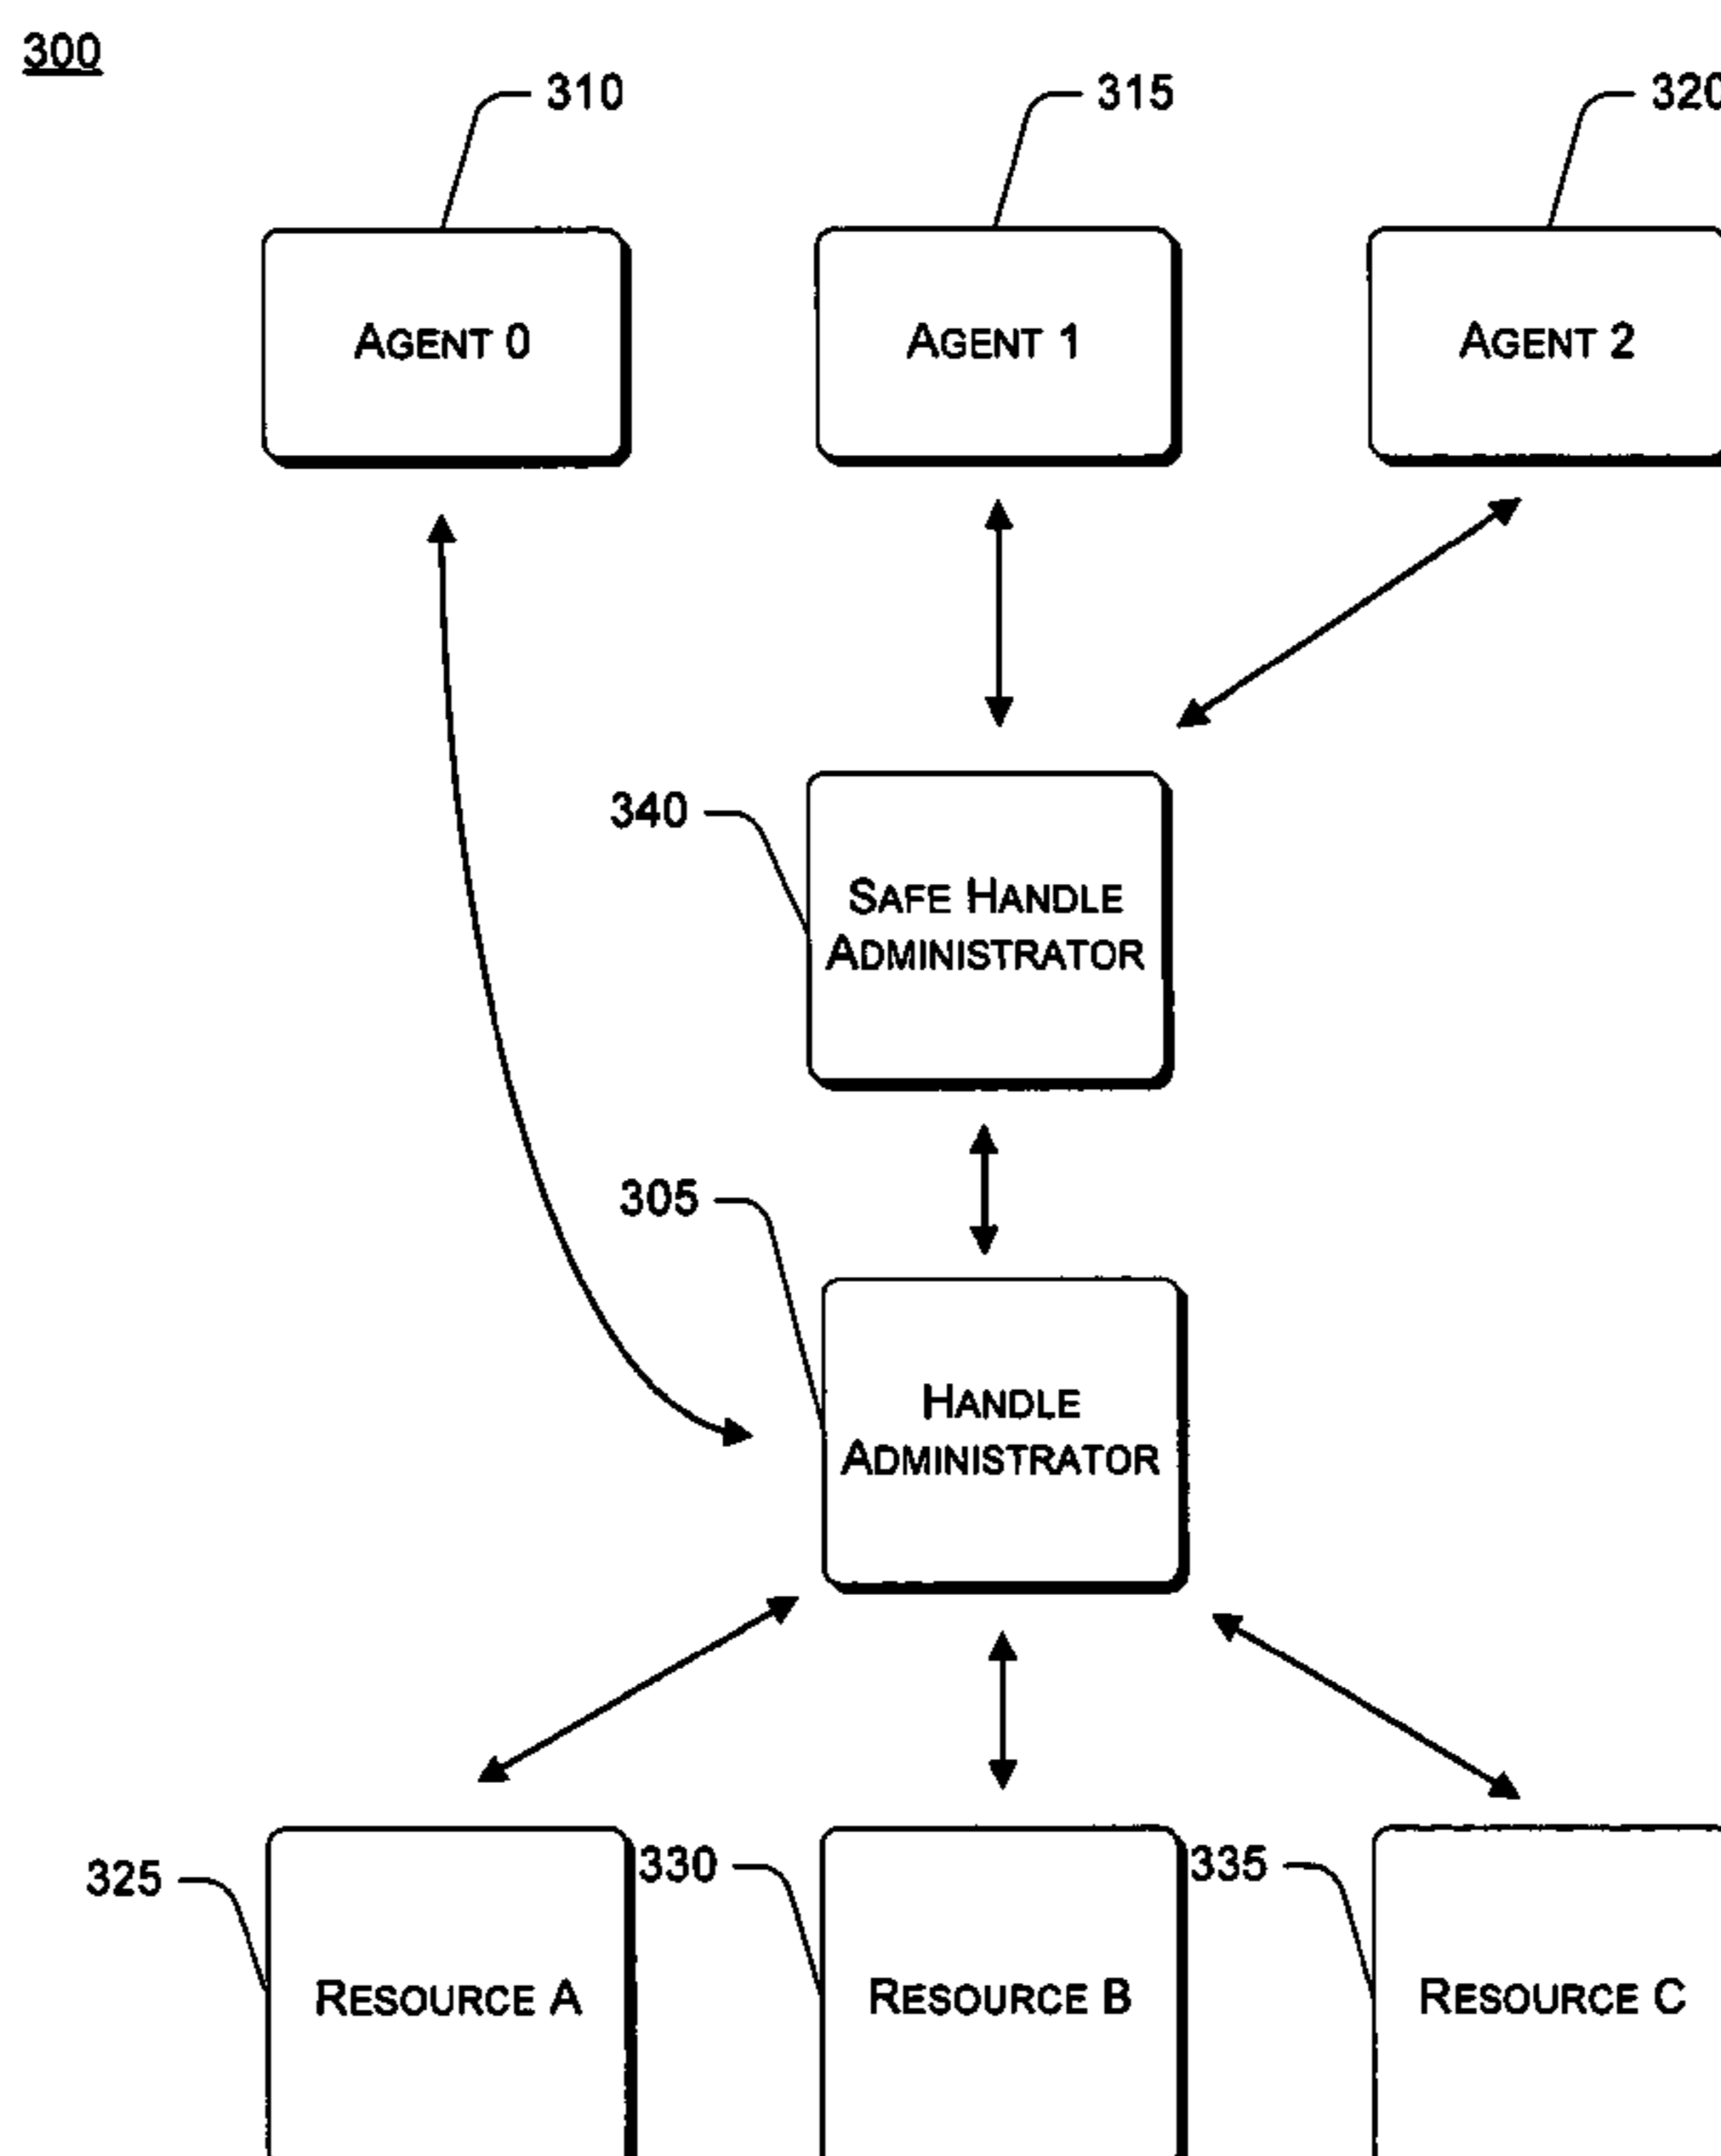 300
310
315
320
AGENT 0
AGENT 1
AGENT 2
340
SAFE HANDLE
ADMINISTRATOR
305
HANDLE
ADMINISTRATOR
325
330
335
RESOURCE A
RESOURCE B
RESOURCE C